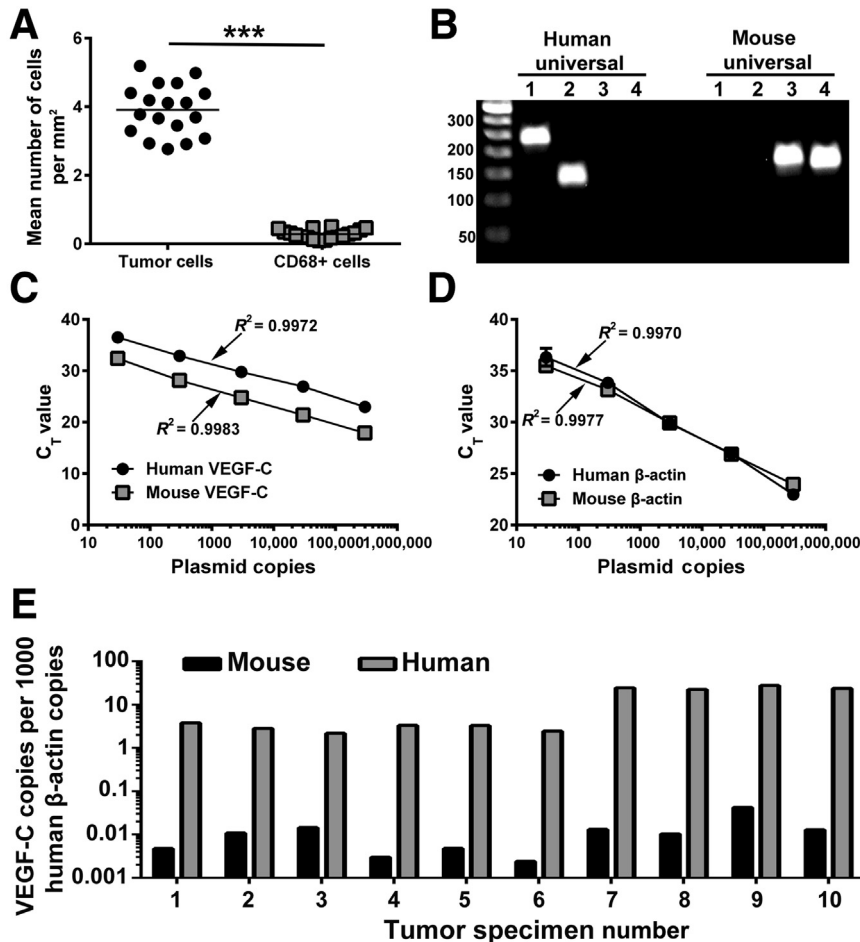 A
***
Mean number of cells
per mm²
6
4
2
0
Tumor cells
CD68+ cells
B
Human
universal
Mouse
universal
1 2 3 4
1 2 3 4
300
200
150
100
50
C
C_T value
40
30
20
10
0
R² = 0.9972
R² = 0.9983
Human VEGF-C
Mouse VEGF-C
10 100 1000 10,000 100,000 1,000,000
Plasmid copies
D
C_T value
40
35
30
25
20
R² = 0.9970
R² = 0.9977
Human β-actin
Mouse β-actin
10 100 1000 10,000 100,000 1,000,000
Plasmid copies
E
VEGF-C copies per 1000
human β-actin copies
Mouse Human
100
10
1
0.1
0.01
0.001
1 2 3 4 5 6 7 8 9 10
Tumor specimen number